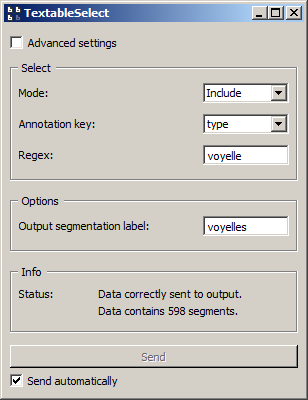 TextableSelect
Advanced settings
Select
Mode: Include
Annotation key: type
Regex: voyelle
Options
Output segmentation label: voyelles
Info
Status: Data correctly sent to output.
Data contains 598 segments.
Send
Send automatically